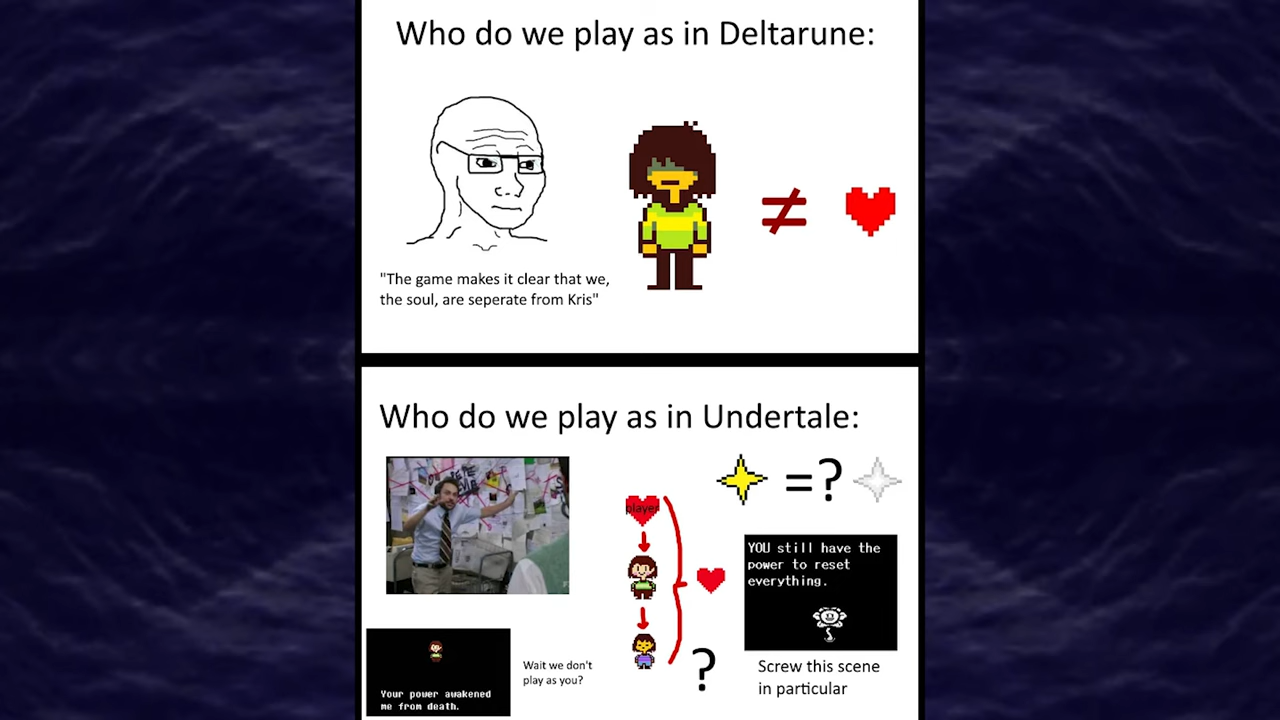 Who do we play as in Deltarune:
"The game makes it clear that we,
the soul, are seperate from Kris"
Who do we play as in Undertale:
=?
player
YOU still have the
power to reset
everything.
Your power awakened
me from death.
Wait we don't
play as you?
?
Screw this scene
in particular